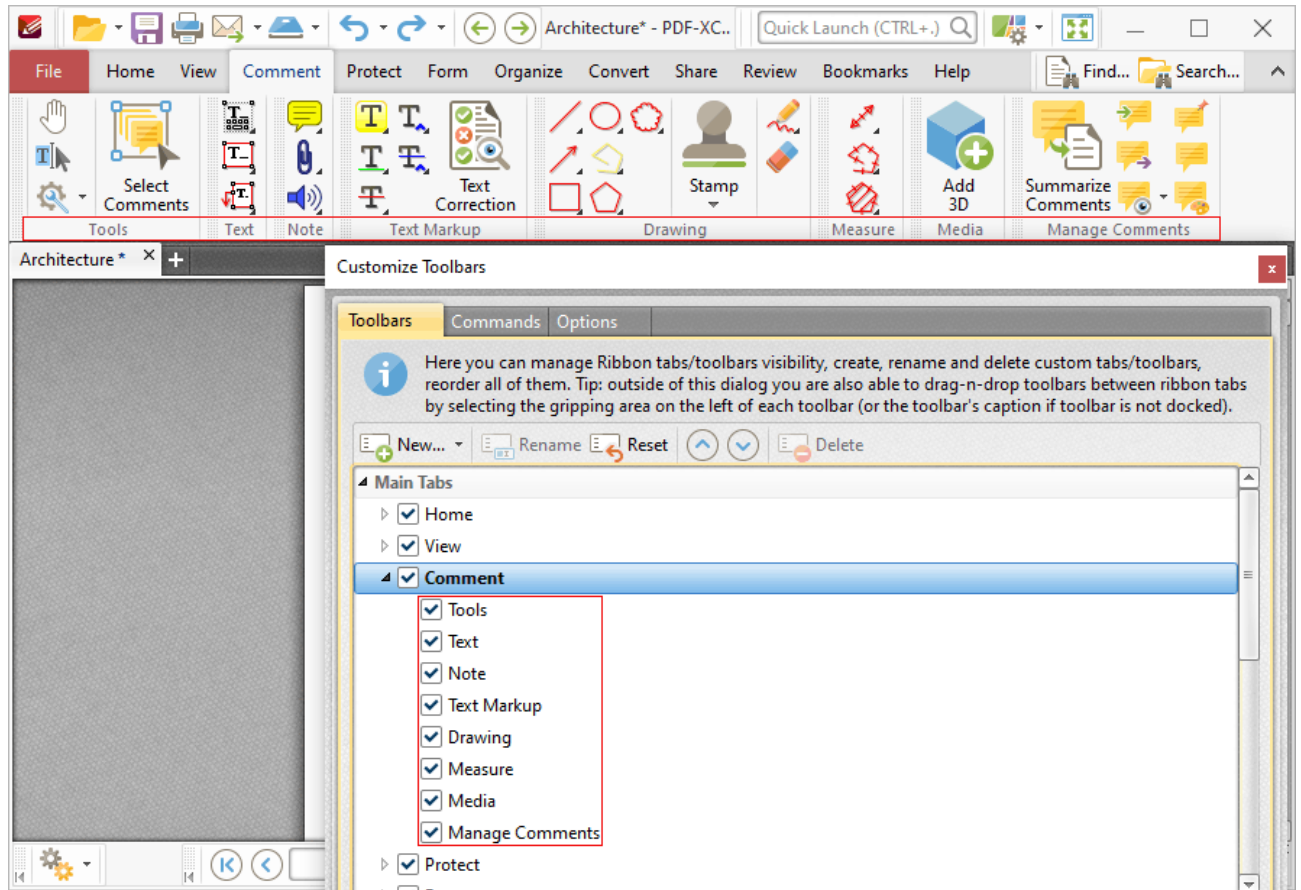 Architecture* - PDF-XC.. Quick Launch (CTRL+.)
File Home View Comment Protect Form Organize Convert Share Review Bookmarks Help Find... Search...
Select Comments
Text Correction
Stamp
Add 3D
Summarize Comments
Tools Text Note Text Markup Drawing Measure Media Manage Comments
Architecture *
Customize Toolbars
Toolbars Commands Options
Here you can manage Ribbon tabs/toolbars visibility, create, rename and delete custom tabs/toolbars,
reorder all of them. Tip: outside of this dialog you are also able to drag-n-drop toolbars between ribbon tabs
by selecting the gripping area on the left of each toolbar (or the toolbar's caption if toolbar is not docked).
New... Rename Reset Delete
Main Tabs
Home
View
Comment
Tools
Text
Note
Text Markup
Drawing
Measure
Media
Manage Comments
Protect